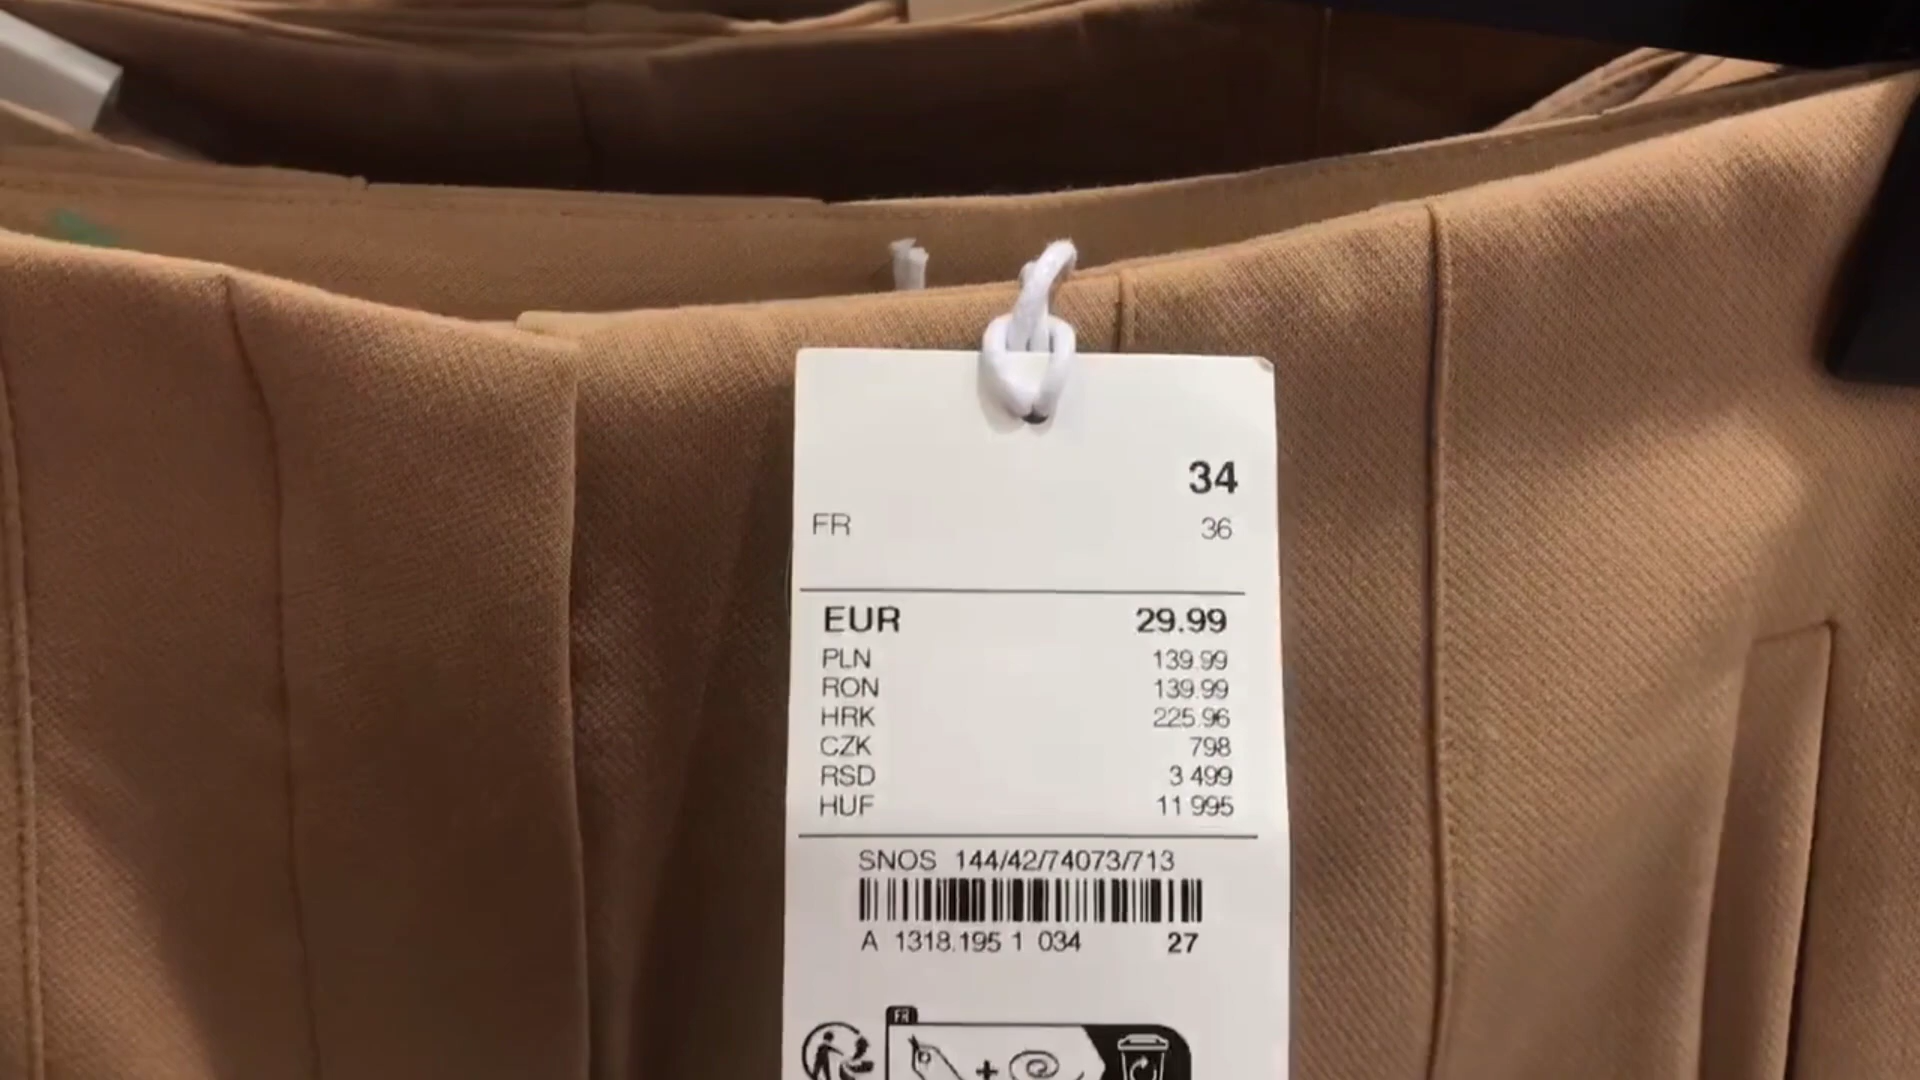 34
FR 36
EUR 29.99
PLN 139.99
RON 139.99
HRK 225.96
CZK 798
RSD 3 499
HUF 11 995
SNOS 144/42/74073/713
A 1318.195 1 034 27
FR
+